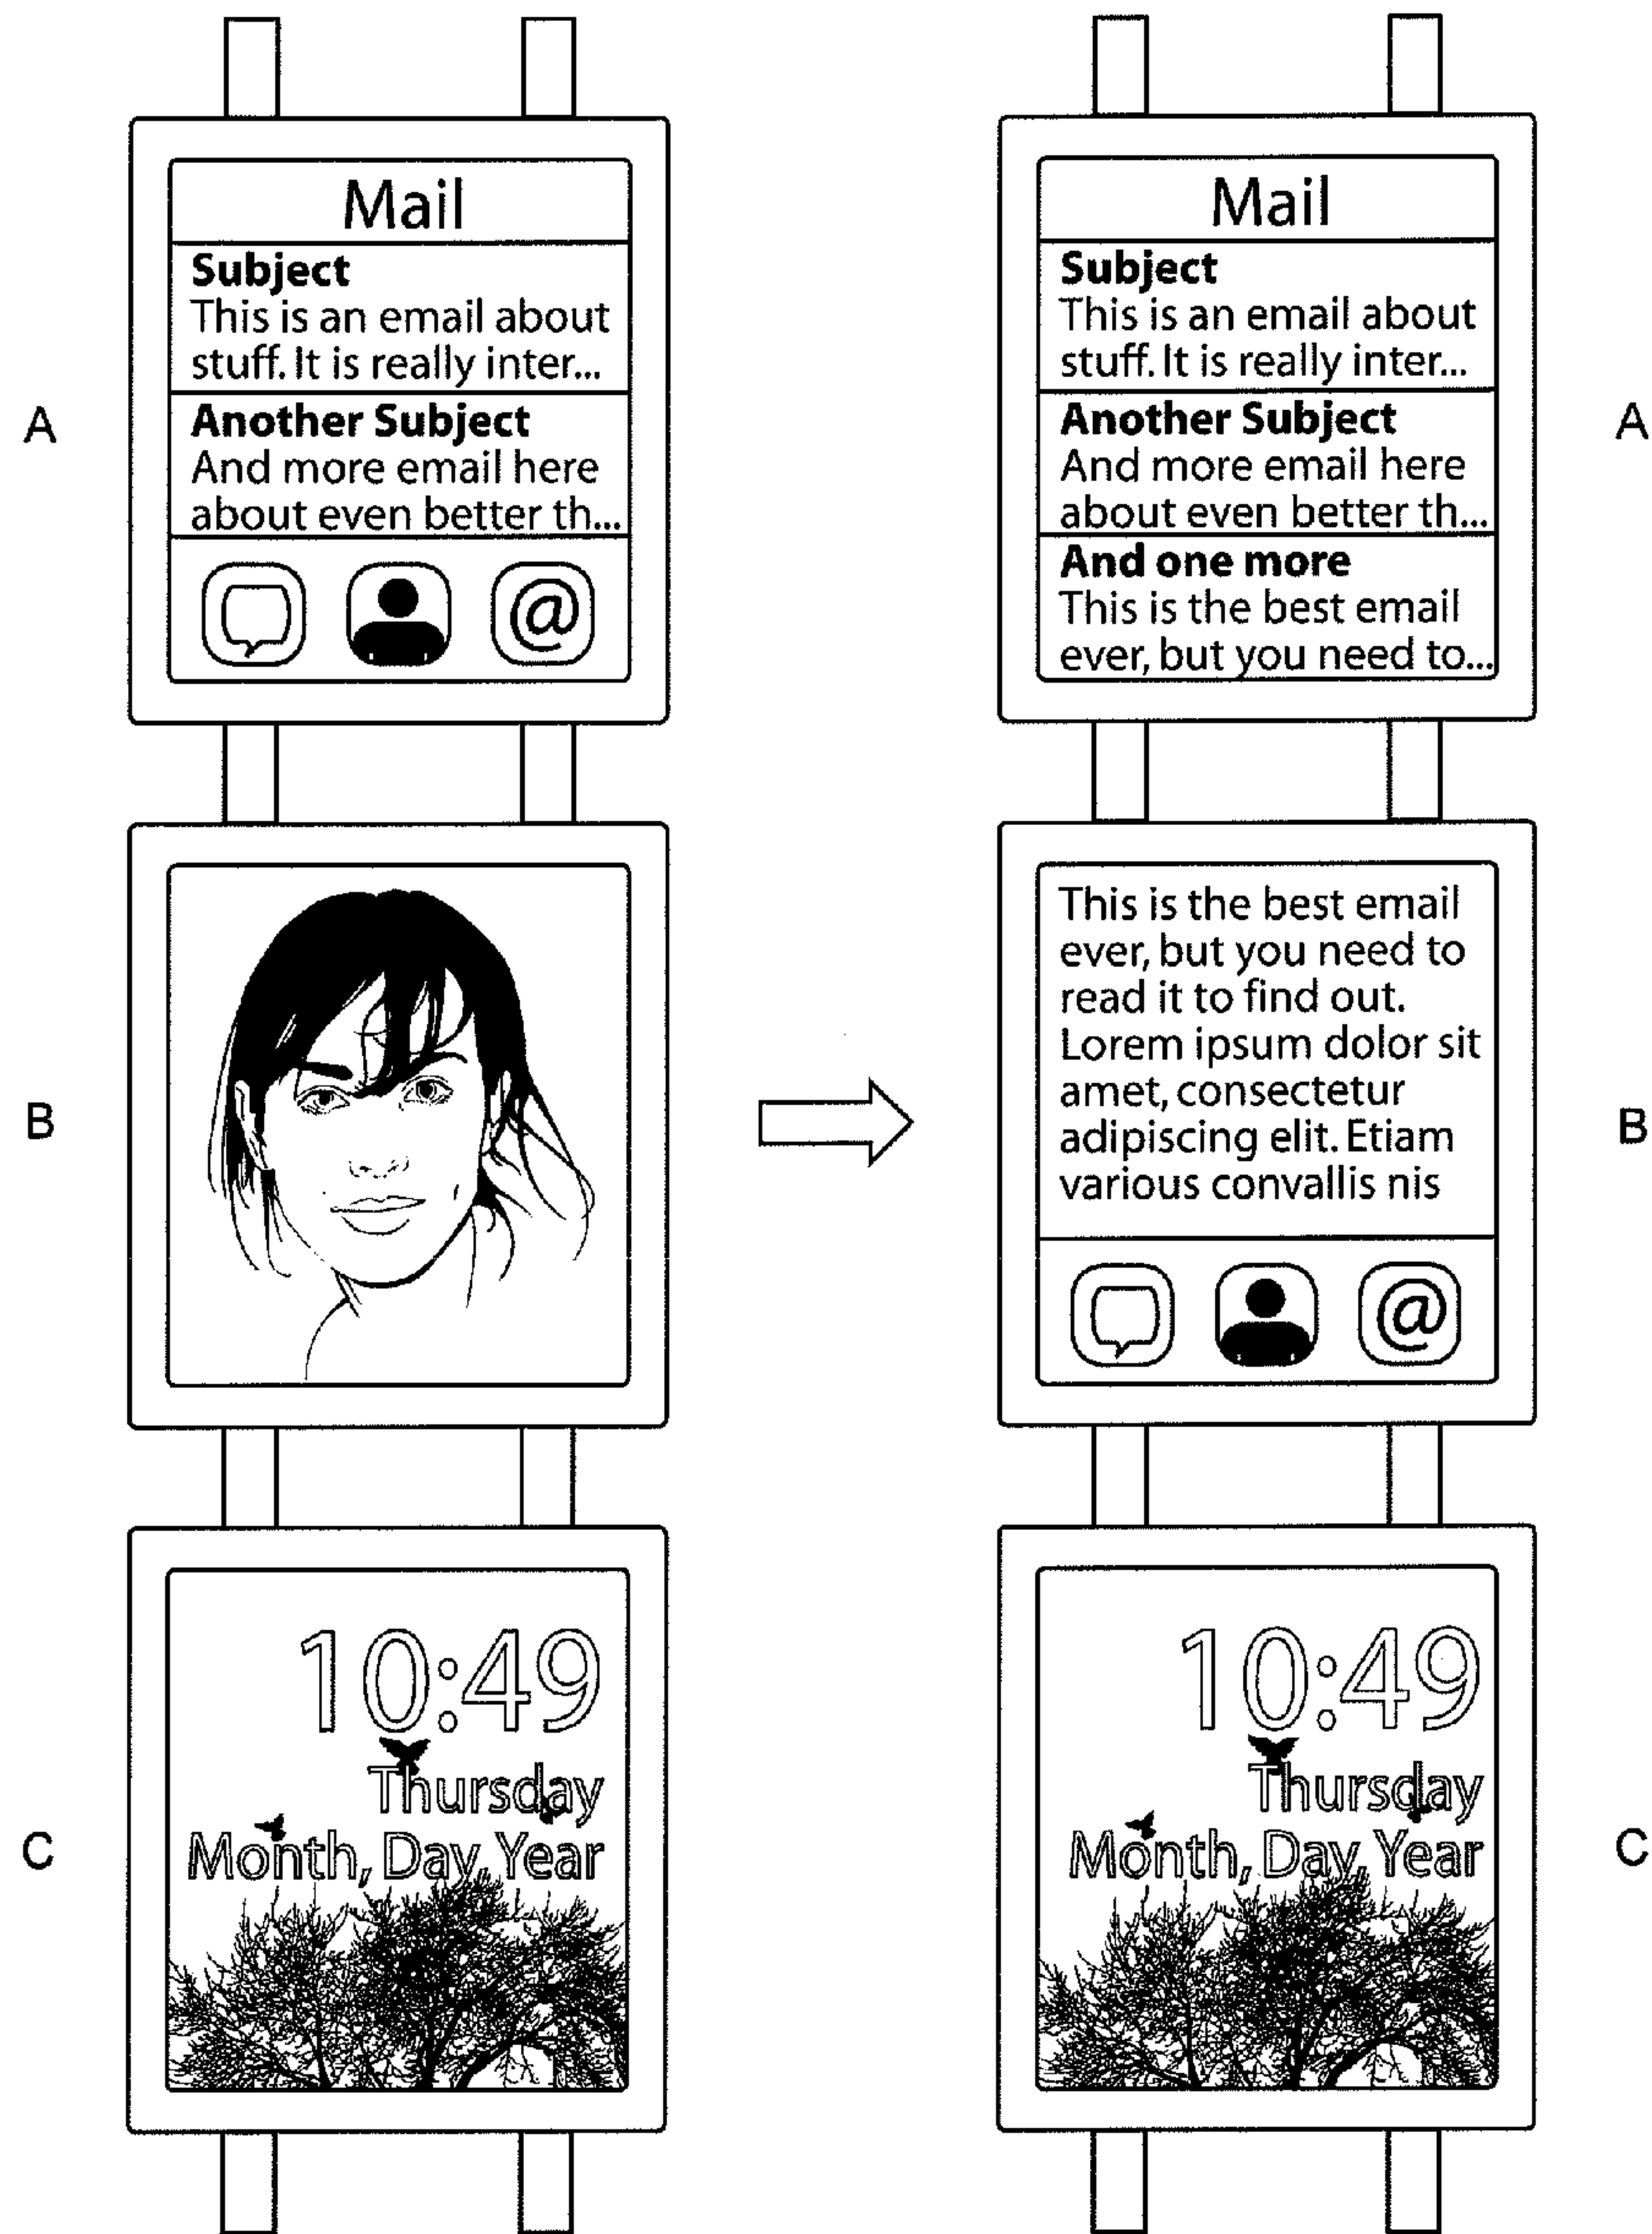 Mail
Subject
This is an email about
stuff. It is really inter...
Another Subject
And more email here
about even better th...
@
A
B
10:49
Thursday
Month, Day, Year
C
Mail
Subject
This is an email about
stuff. It is really inter...
Another Subject
And more email here
about even better th...
And one more
This is the best email
ever, but you need to...
A
This is the best email
ever, but you need to
read it to find out.
Lorem ipsum dolor sit
amet, consectetur
adipiscing elit. Etiam
various convallis nis
@
B
10:49
Thursday
Month, Day, Year
C